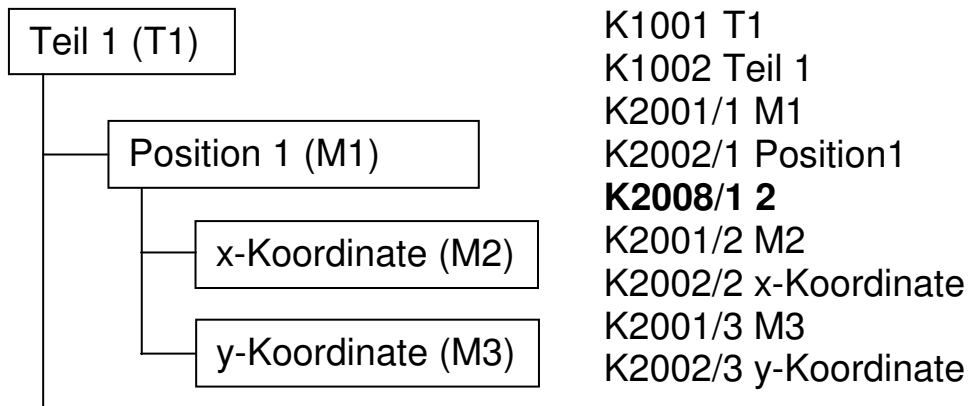 Teil 1 (T1)
Position 1 (M1)
x-Koordinate (M2)
y-Koordinate (M3)
K1001 T1
K1002 Teil 1
K2001/1 M1
K2002/1 Position1
K2008/1 2
K2001/2 M2
K2002/2 x-Koordinate
K2001/3 M3
K2002/3 y-Koordinate